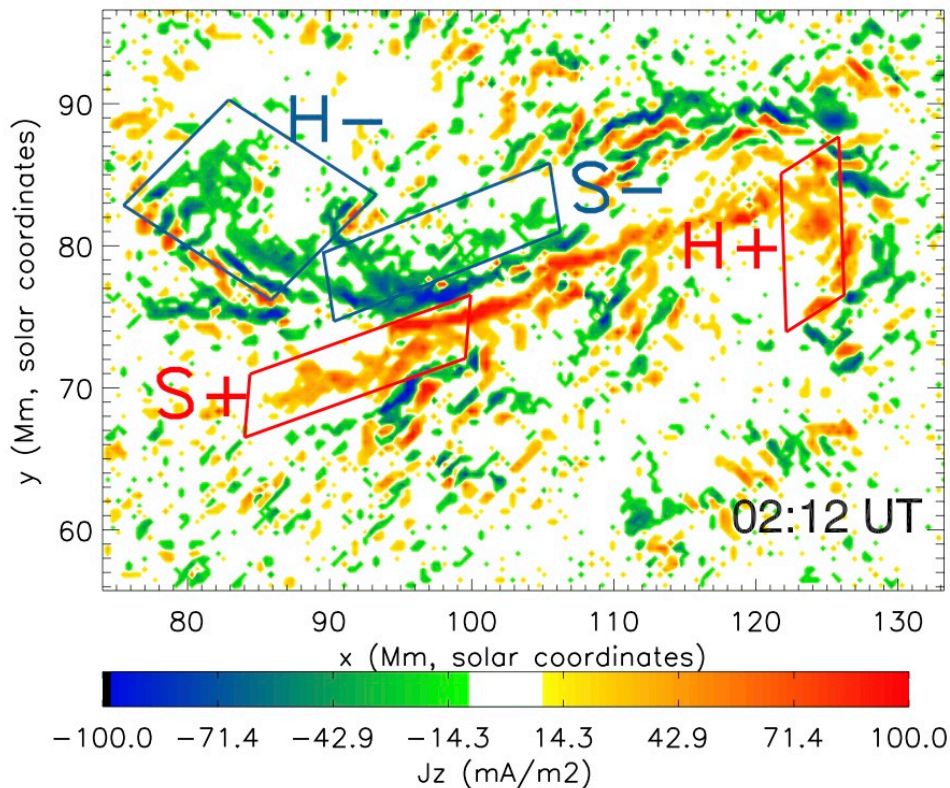 90
80
70
60
y (Mm, solar coordinates)
H−
S−
H+
S+
02:12 UT
80 90 100 110 120 130
x (Mm, solar coordinates)
−100.0 −71.4 −42.9 −14.3 14.3 42.9 71.4 100.0
Jz (mA/m2)